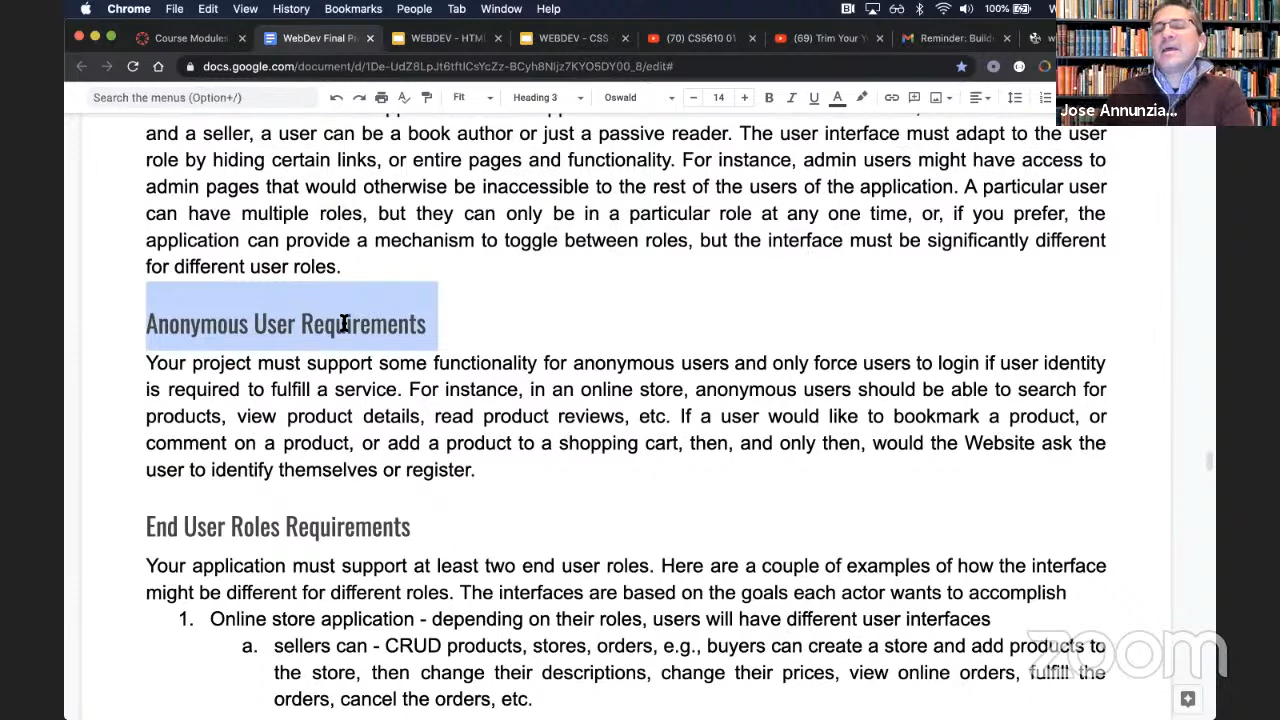 Chrome File Edit View History Bookmarks People Tab Window Help 100%
Course Modules WebDev Final P WEBDEV - HTM WEBDEV - CSS (70) CS5610 01 (69) Trim Your V Reminder: Build
docs.google.com/document/d/1De-UdZ8LpJt6tftICsYcZz-BCyh8NIjz7KYO5DY00_8/edit#
Jose Annunzia...
Search the menus (Option+/) Fit Heading 3 Oswald 14 B I U A
and a seller, a user can be a book author or just a passive reader. The user interface must adapt to the user
role by hiding certain links, or entire pages and functionality. For instance, admin users might have access to
admin pages that would otherwise be inaccessible to the rest of the users of the application. A particular user
can have multiple roles, but they can only be in a particular role at any one time, or, if you prefer, the
application can provide a mechanism to toggle between roles, but the interface must be significantly different
for different user roles.
Anonymous User Requirements
Your project must support some functionality for anonymous users and only force users to login if user identity
is required to fulfill a service. For instance, in an online store, anonymous users should be able to search for
products, view product details, read product reviews, etc. If a user would like to bookmark a product, or
comment on a product, or add a product to a shopping cart, then, and only then, would the Website ask the
user to identify themselves or register.
End User Roles Requirements
Your application must support at least two end user roles. Here are a couple of examples of how the interface
might be different for different roles. The interfaces are based on the goals each actor wants to accomplish
1. Online store application - depending on their roles, users will have different user interfaces
a. sellers can - CRUD products, stores, orders, e.g., buyers can create a store and add products to
the store, then change their descriptions, change their prices, view online orders, fulfill the
orders, cancel the orders, etc.
zoom